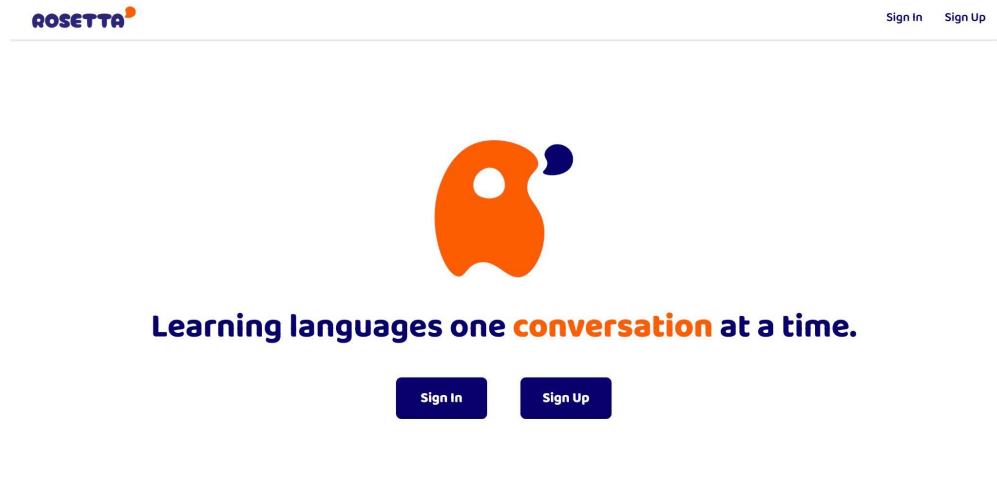 ROSETTA
Sign In
Sign Up
Learning languages one conversation at a time.
Sign In
Sign Up